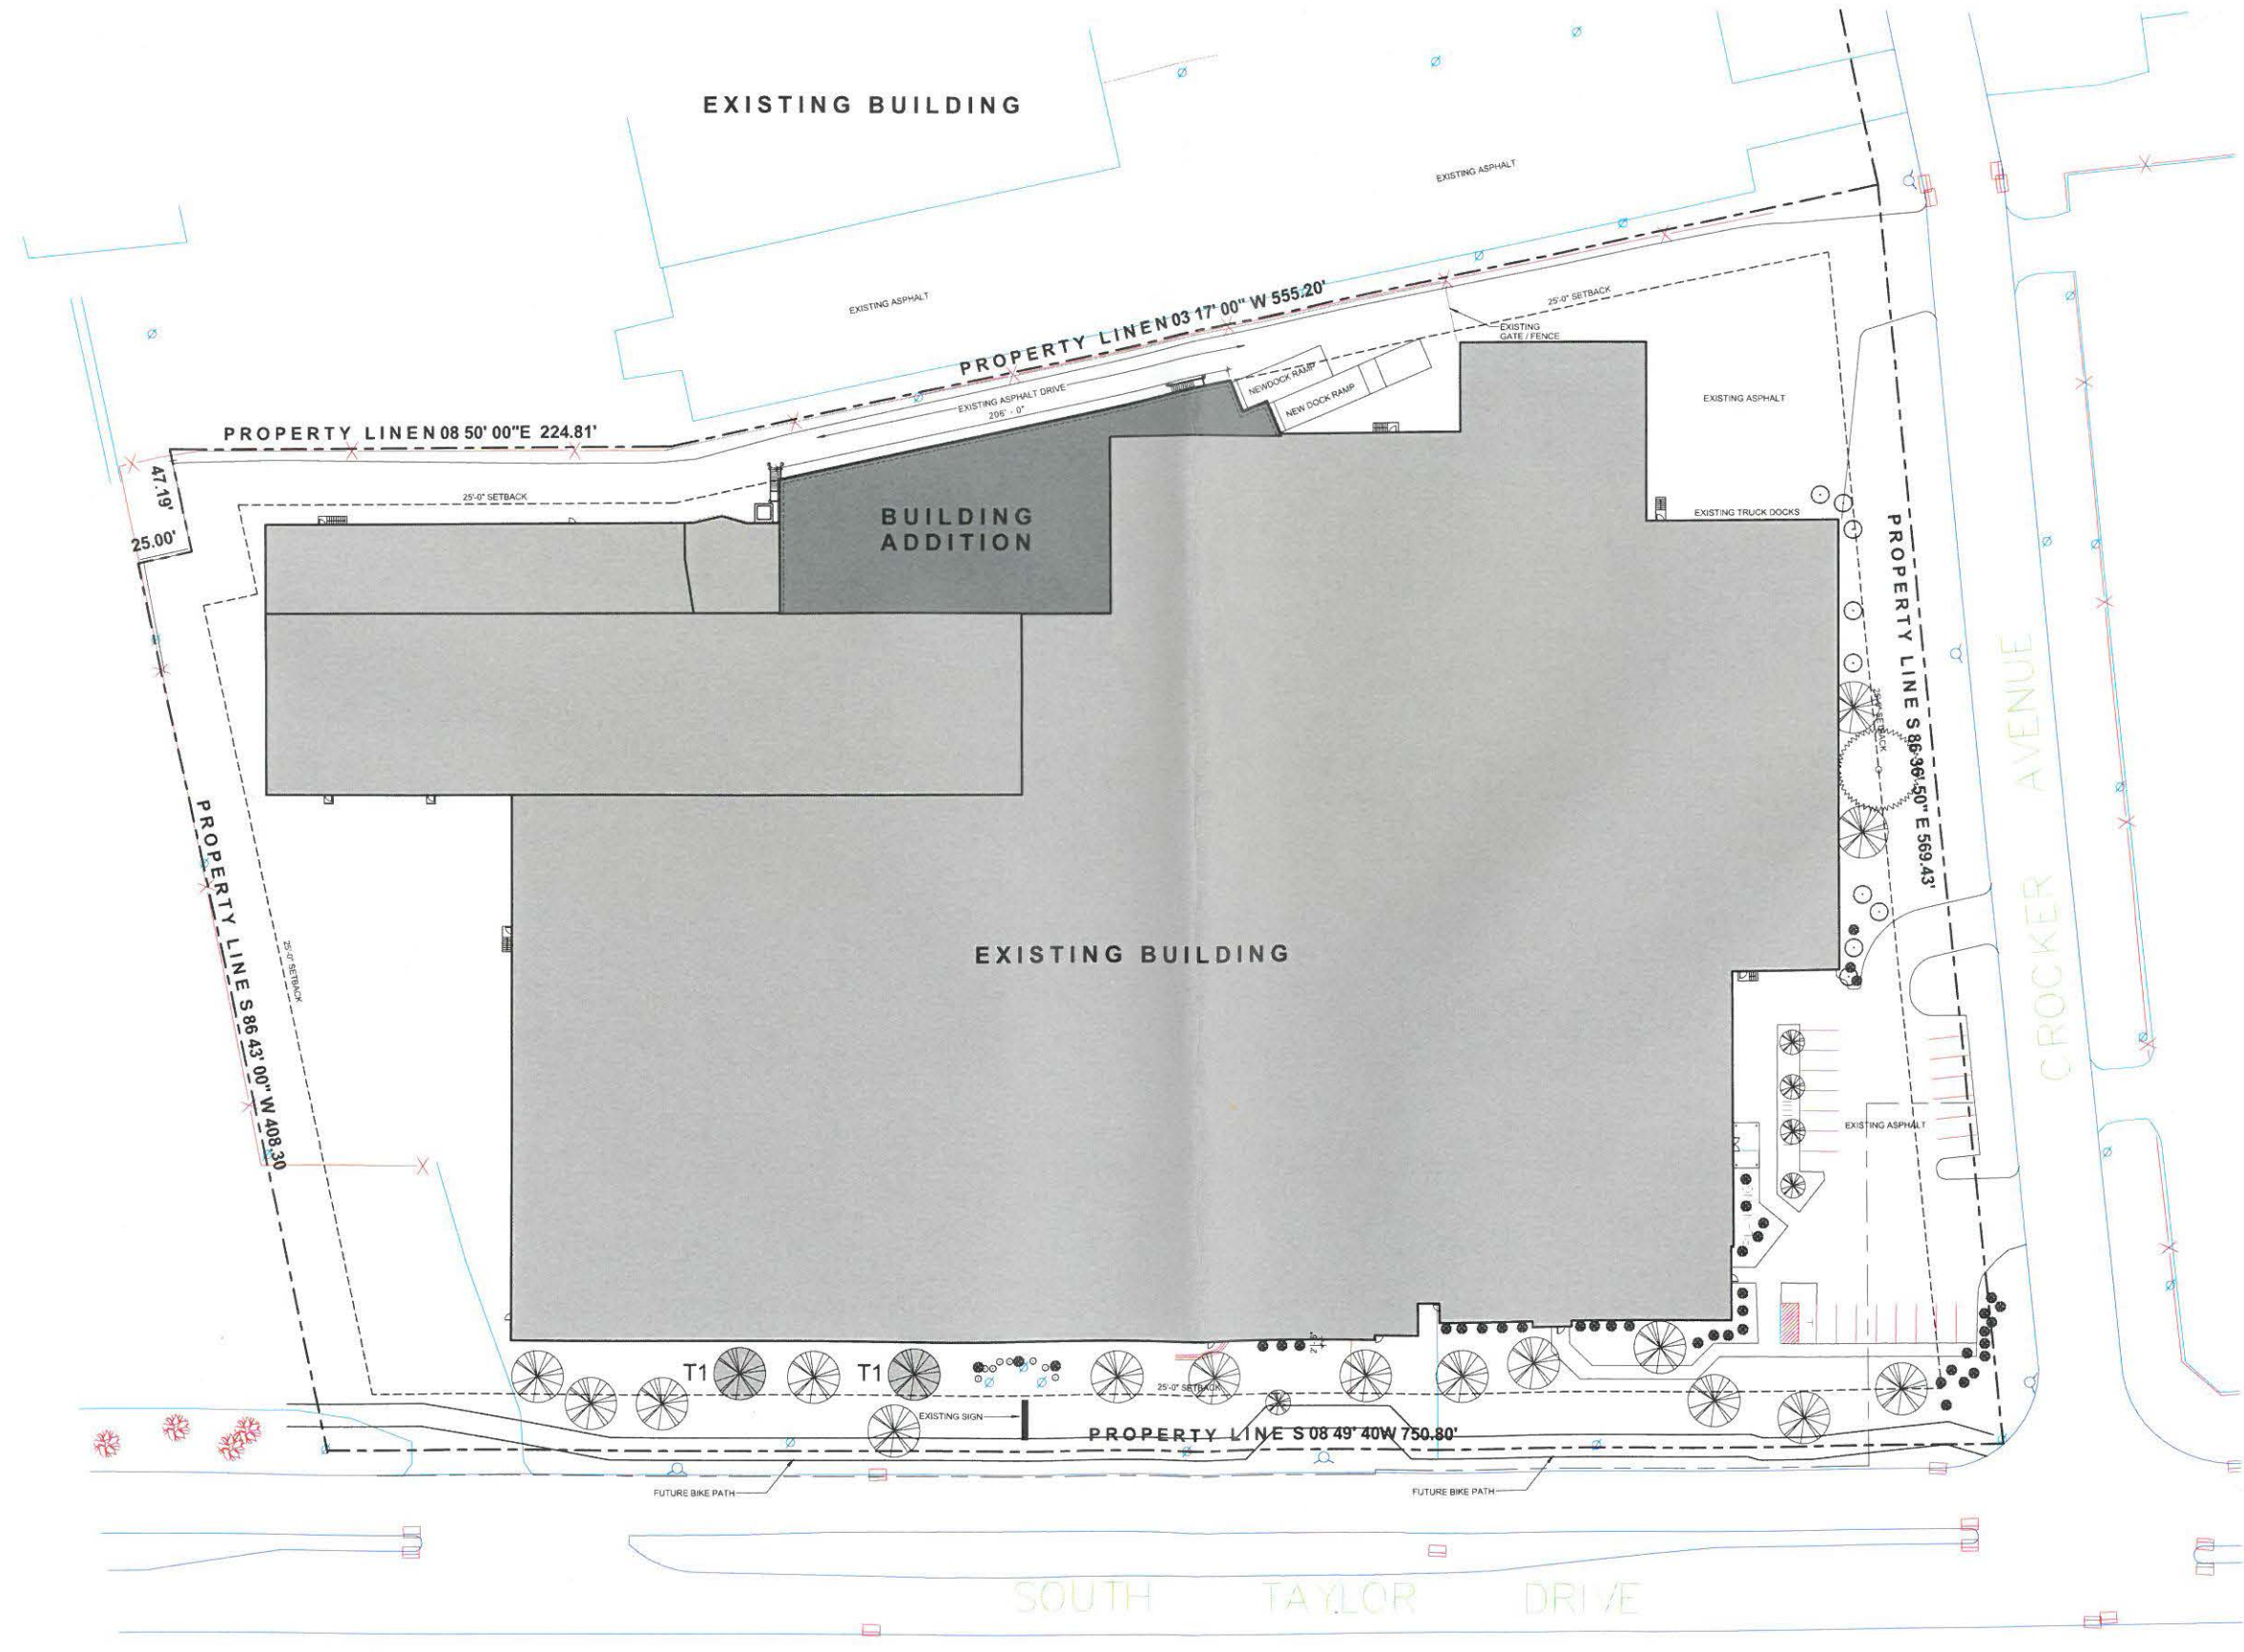 EXISTING BUILDING
EXISTING ASPHALT
EXISTING ASPHALT
PROPERTY LINE N 03 17' 00" W 555.20'
25'-0" SETBACK
EXISTING
GATE / FENCE
NEWDOCK RAMP
NEW DOCK RAMP
EXISTING ASPHALT DRIVE
206' - 0"
EXISTING ASPHALT
PROPERTY LINE N 08 50' 00"E 224.81'
47.19'
25.00'
25'-0" SETBACK
BUILDING
ADDITION
EXISTING TRUCK DOCKS
PROPERTY LINE S 86 36' 50" E 569.43'
25'-0" SETBACK
CROCKER AVENUE
PROPERTY LINE S 86 43' 00" W 408.30
25'-0" SETBACK
EXISTING BUILDING
EXISTING ASPHALT
T1
T1
25'-0" SETBACK
EXISTING SIGN
PROPERTY LINE S 08 49' 40W 750.80'
FUTURE BIKE PATH
FUTURE BIKE PATH
SOUTH TAYLOR DRIVE